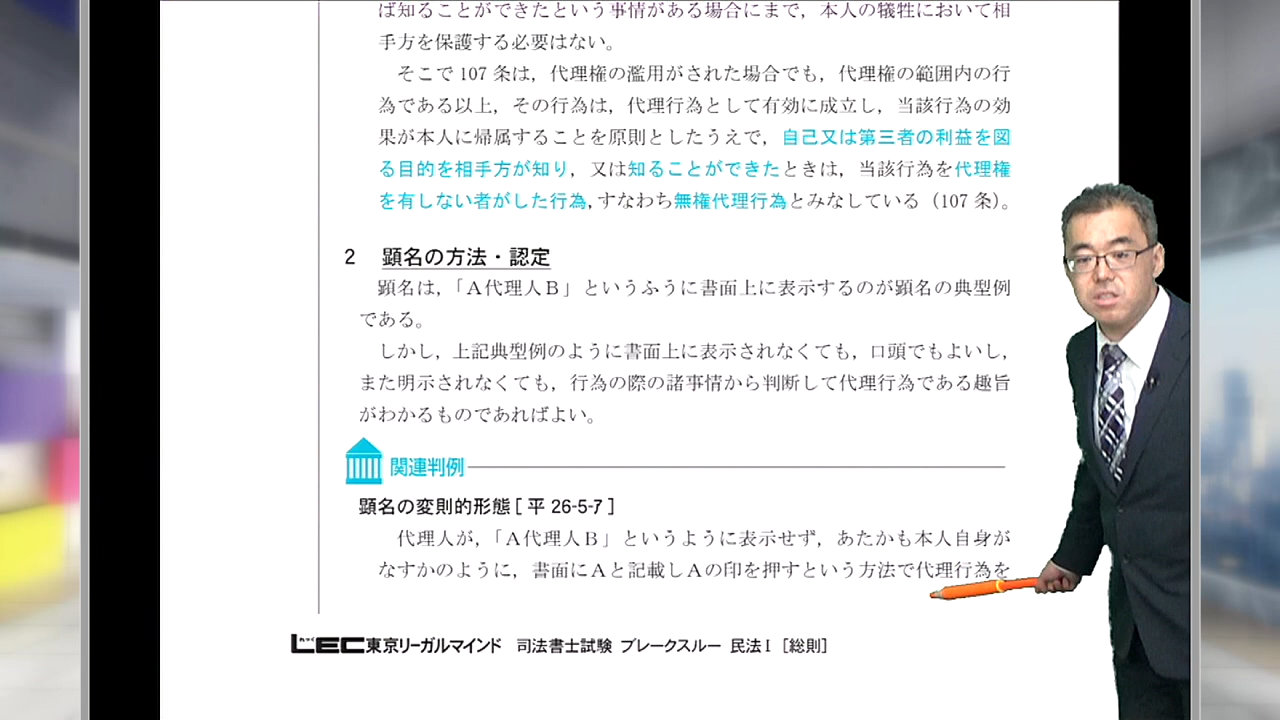 ば知ることができたという事情がある場合にまで，本人の犠牲において相
手方を保護する必要はない。
そこで107条は，代理権の濫用がされた場合でも，代理権の範囲内の行
為である以上，その行為は，代理行為として有効に成立し，当該行為の効
果が本人に帰属することを原則としたうえで，自己又は第三者の利益を図
る目的を相手方が知り，又は知ることができたときは，当該行為を代理権
を有しない者がした行為，すなわち無権代理行為とみなしている（107条）。
2 顕名の方法・認定
顕名は，「A代理人B」というふうに書面上に表示するのが顕名の典型例
である。
しかし，上記典型例のように書面上に表示されなくても，口頭でもよいし，
また明示されなくても，行為の際の諸事情から判断して代理行為である趣旨
がわかるものであればよい。
関連判例
顕名の変則的形態［平26-5-7］
代理人が，「A代理人B」というように表示せず，あたかも本人自身が
なすかのように，書面にAと記載しAの印を押すという方法で代理行為を
LEC東京リーガルマインド 司法書士試験 ブレークスルー 民法I［総則］